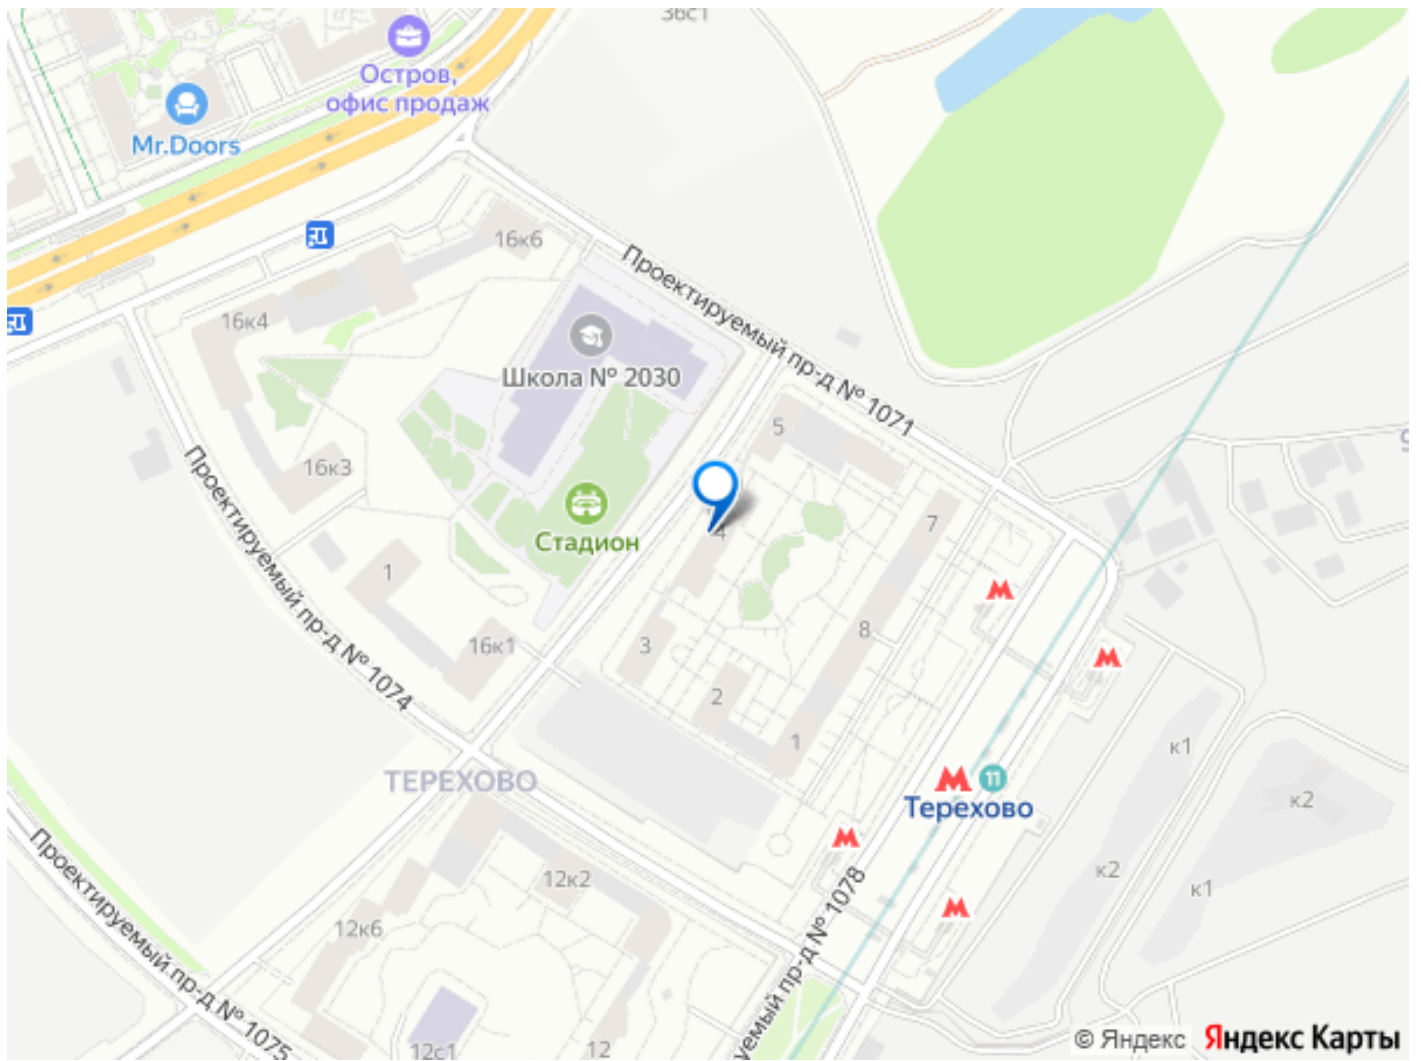 36с1
Остров,
офис продаж
Mr.Doors
16к6
16к4
Проектируемый пр-д № 1071
Школа № 2030
5
16к3
Проектируемый пр-д № 1074
4
7
Стадион
1
8
3
16к1
2
1
ТЕРЕХОВО
11
Терехово
к1
к2
к2
к1
Проектируемый пр-д № 1075
12к2
12к6
уемый пр-д № 1078
12с1
12
© Яндекс Яндекс Карты